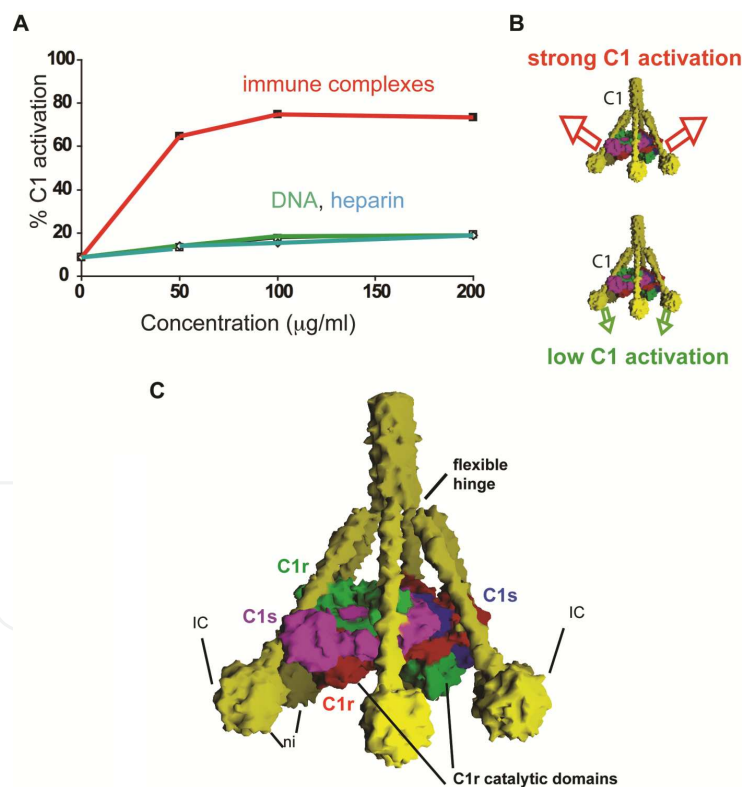 A
immune complexes
DNA, heparin
% C1 activation
100
80
60
40
20
0
0
50
100
150
200
Concentration (μg/ml)
B
strong C1 activation
C1
C1
low C1 activation
C
flexible
hinge
C1r
C1s
C1s
IC
IC
C1r
ni
C1r catalytic domains